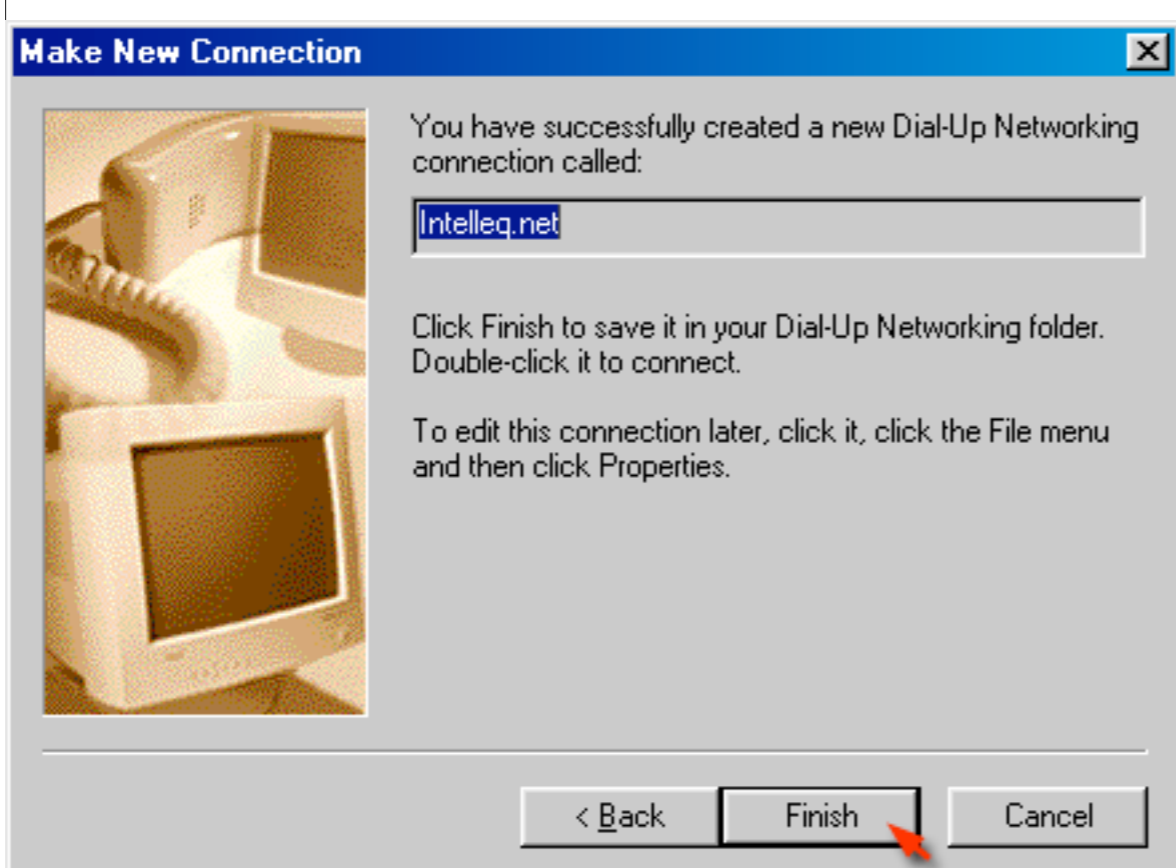 Make New Connection
You have successfully created a new Dial-Up Networking
connection called:
Intelleq.net
Click Finish to save it in your Dial-Up Networking folder.
Double-click it to connect.
To edit this connection later, click it, click the File menu
and then click Properties.
< Back
Finish
Cancel